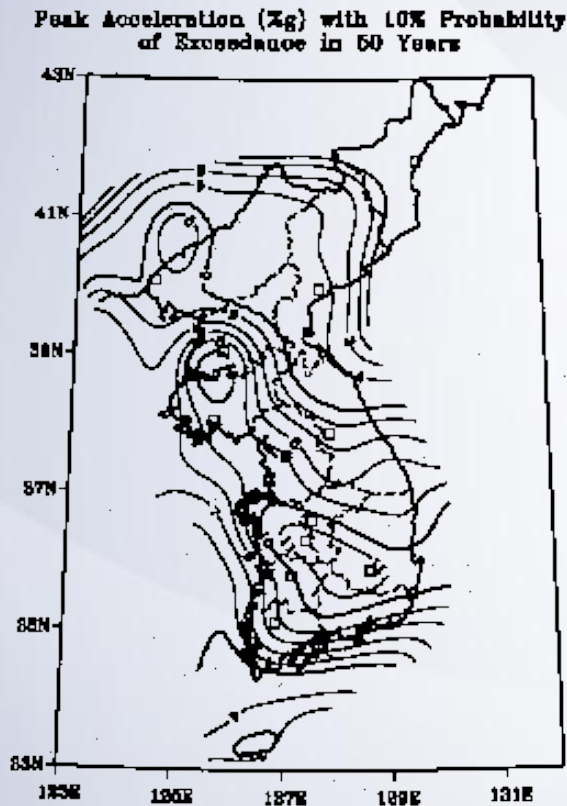 Peak Acceleration (%g) with 10% Probability
of Exceedance in 50 Years
43N
41N
39N
37N
35N
33N
123E 125E 127E 129E 131E